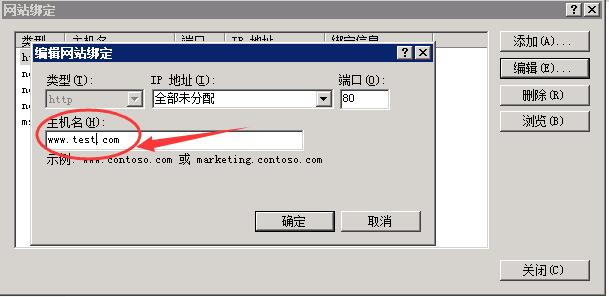 网站绑定
类型 主机名 端口 IP 地址 绑定信息
添加(A)...
编辑(E)...
删除(R)
浏览(B)
编辑网站绑定
类型(T): IP 地址(I): 端口(O):
http 全部未分配 80
主机名(H):
www.test.com
示例: www.contoso.com 或 marketing.contoso.com
确定 取消
关闭(C)